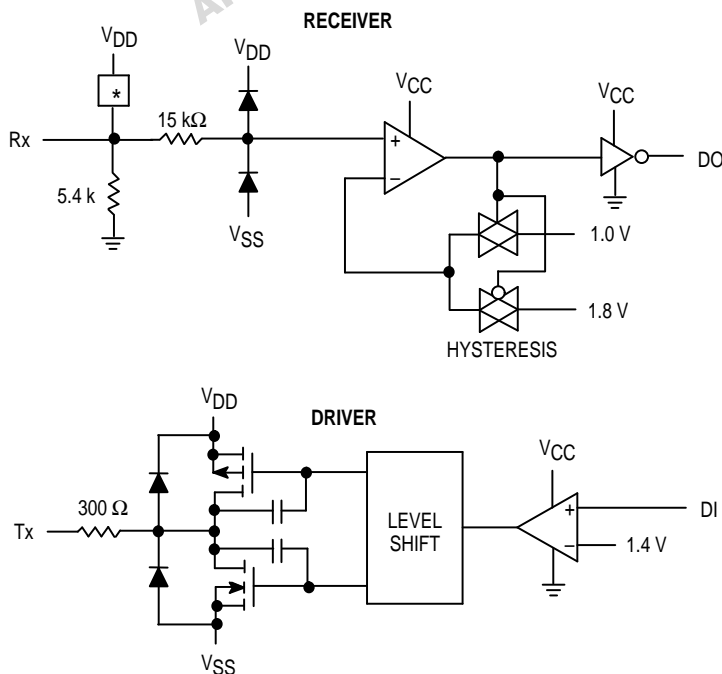 RECEIVER
VDD
*
Rx
15 kΩ
5.4 k
VDD
VSS
VCC
+
−
VCC
DO
1.0 V
1.8 V
HYSTERESIS
DRIVER
VDD
Tx
300 Ω
VSS
LEVEL
SHIFT
VCC
+
−
DI
1.4 V